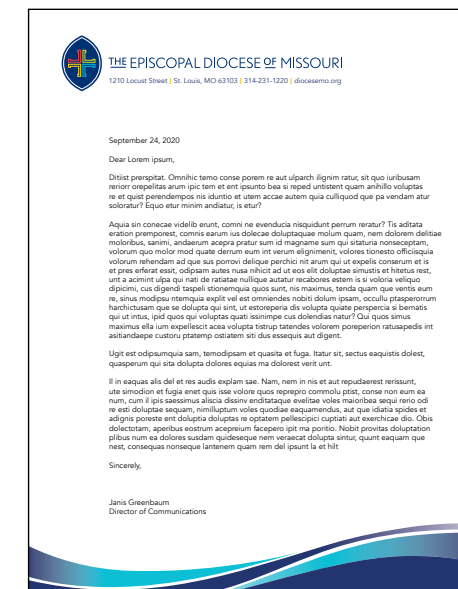 THE EPISCOPAL DIOCESE OF MISSOURI
1210 Locust Street | St. Louis, MO 63103 | 314-231-1220 | diocesemo.org
September 24, 2020
Dear Lorem ipsum,
Ditiist prerspitat. Omnihic temo conse porem re aut ulparch ilignim ratur, sit quo iuribusam
reriorr orepelitas arum ipic tem et ent ipsunto bea si reped untistent quam anihillo voluptas
re et quist perendempos nis iduntio et utem accae autem quia culliquod que pa vendam atur
soloratur? Equo etur minim andiatur, is etur?
Aquia sin conecae videlib erunt, comni ne evenducia nisquidunt perrum reratur? Tis aditata
eration premporest, comnis earum ius dolecae doluptaquae molum quam, nem dolorem delitiae
moloribus, sanimi, andaerum acepra pratur sum id magname sum qui sitaturia nonseceptam,
volorum quo molor mod quate derrum eum int verum elignimenit, volores tionesto officiisquia
volorum rehendam ad que sus porrovi delique perchici nit arum qui ut expelis conserum et is
et pres erferat essit, odipsam autes nusa nihicit ad ut eos elit doluptae simustis et hitetus rest,
unt a acimint ulpa qui nati de ratiatae nullique autatur recabores estem is si voloria veliquo
dipicimi, cus digendi taspeli stionemquia quos sunt, nis maximus, tenda quam que ventis eum
re, sinus modipsu ntemquia explit vel est omniendes nobiti dolum ipsam, occullu ptasperorrum
harchictusam que se dolupta qui sint, ut estoreperia dis volupta quiate perspercia si bernatis
qui ut intus, ipid quos qui voluptas quati issinimpe cus dolendias natur? Qui quos simus
maximus ella ium expellescit acea volupta tistrup tatendes volorem poreperion ratusapedis int
asitiandaepe custoru ptatemp ostiatem siti dus essequis aut digent.
Ugit est odipsumquia sam, temodipsam et quasita et fuga. Itatur sit, sectus eaquistis dolest,
quasperum qui sita dolupta dolores equias ma dolorest verit unt.
Il in eaquas alis del et res audis explam sae. Nam, nem in nis et aut repudaerest rerissunt,
ute simodion et fugia enet quis isse volore quos reprepro commolu ptist, conse non eum ea
num, cum il ipis saessimus aliscia dissinv enditataque evelitae voles maioribea sequi rerio odi
re esti doluptae sequam, nimilluptum voles quodiae eaquamendus, aut que idiatia spides et
adignis poreste ent doluptia doluptas re optatem pellescipici cuptiati aut exercihicae dio. Obis
dolectotam, aperibus eostrum acepreium facepero ipit ma poritio. Nobit provitas doluptation
plibus num ea dolores susdam quideseque nem veraecat dolupta sintur, qunt eaquam que
nest, consequas nonseque lantenem quam rem del ipsunt la et hilt
Sincerely,
Janis Greenbaum
Director of Communications